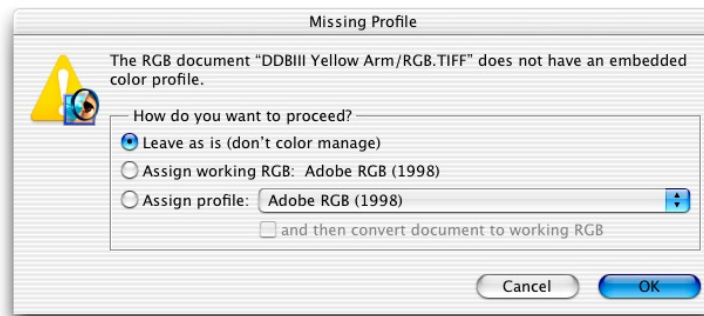 Missing Profile
The RGB document “DDBIII Yellow Arm/RGB.TIFF” does not have an embedded
color profile.
How do you want to proceed?
Leave as is (don’t color manage)
Assign working RGB: Adobe RGB (1998)
Assign profile: Adobe RGB (1998)
and then convert document to working RGB
Cancel OK